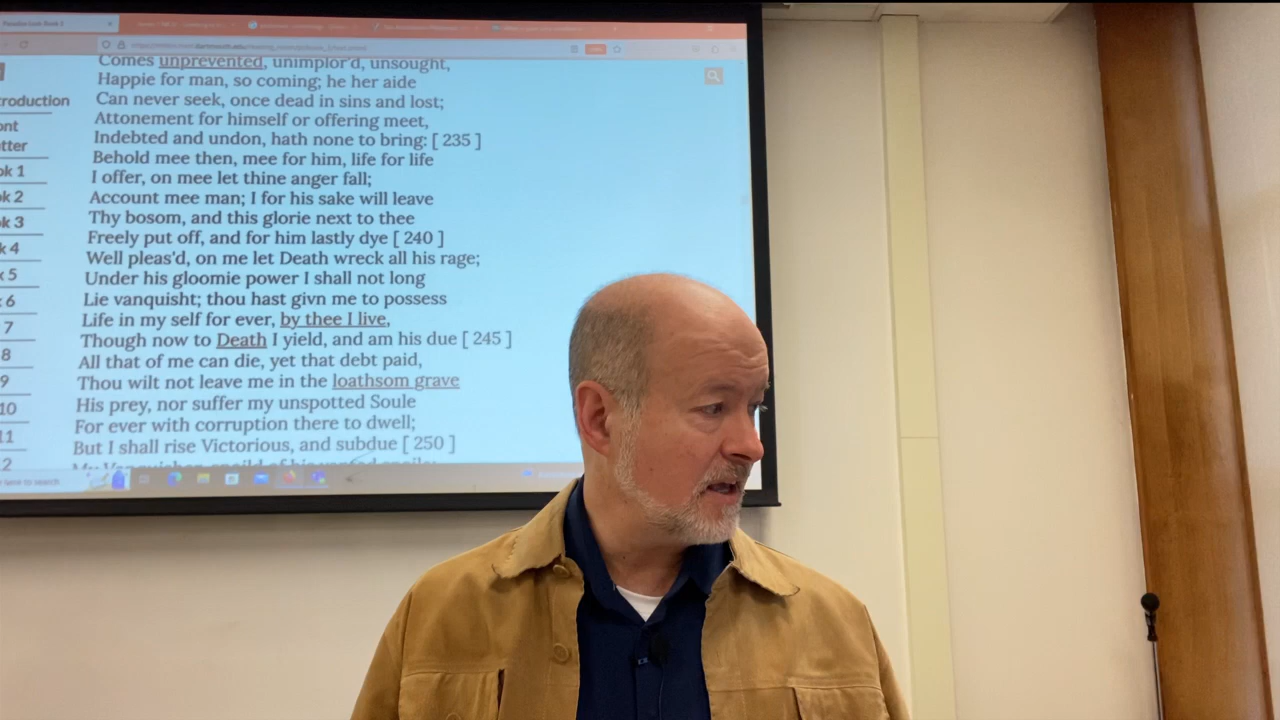 Paradise Lost: Book 3
Comes unprevented, unimplor'd, unsought,
Happie for man, so coming; he her aide
Can never seek, once dead in sins and lost;
Attonement for himself or offering meet,
Indebted and undon, hath none to bring: [ 235 ]
Behold mee then, mee for him, life for life
I offer, on mee let thine anger fall;
Account mee man; I for his sake will leave
Thy bosom, and this glorie next to thee
Freely put off, and for him lastly dye [ 240 ]
Well pleas'd, on me let Death wreck all his rage;
Under his gloomie power I shall not long
Lie vanquisht; thou hast givn me to possess
Life in my self for ever, by thee I live,
Though now to Death I yield, and am his due [ 245 ]
All that of me can die, yet that debt paid,
Thou wilt not leave me in the loathsom grave
His prey, nor suffer my unspotted Soule
For ever with corruption there to dwell;
But I shall rise Victorious, and subdue [ 250 ]
troduction
ont
tter
ok 1
ok 2
ok 3
k 4
k 5
6
7
8
9
10
11
2
here to search